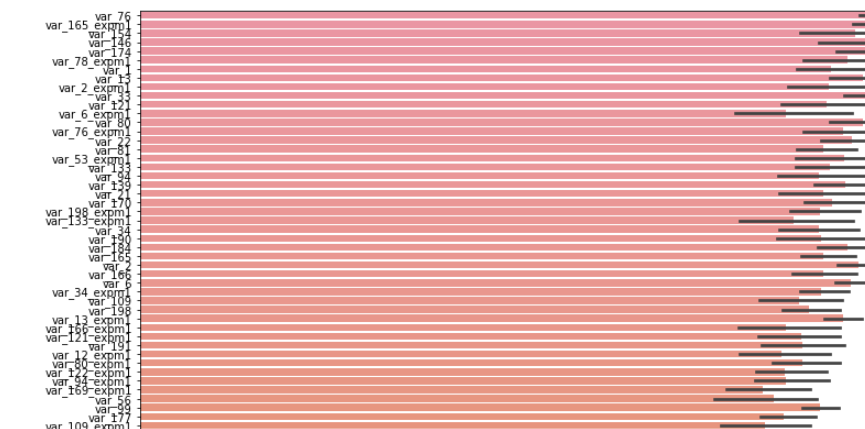 var_76
var_165_expm1
var_154
var_146
var_174
var_78_expm1
var_1
var_13
var_2_expm1
var_33
var_121
var_6_expm1
var_80
var_76_expm1
var_22
var_81
var_53_expm1
var_133
var_94
var_139
var_21
var_170
var_198_expm1
var_133_expm1
var_34
var_190
var_184
var_165
var_2
var_166
var_6
var_34_expm1
var_109
var_198
var_13_expm1
var_166_expm1
var_121_expm1
var_191
var_12_expm1
var_80_expm1
var_122_expm1
var_94_expm1
var_169_expm1
var_56
var_99
var_177
var_109_expm1